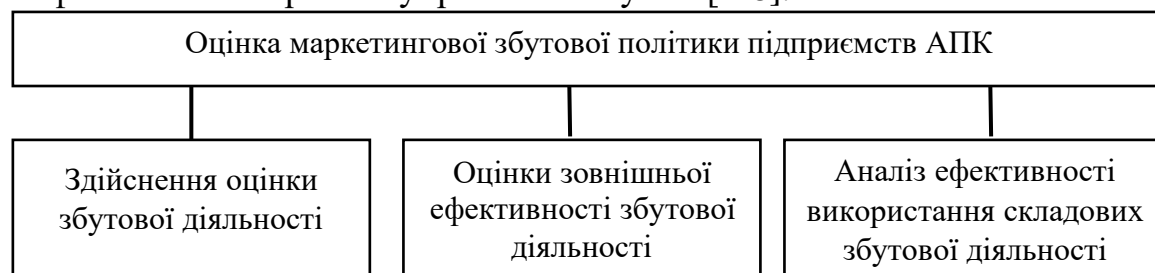 Оцінка маркетингової збутової політики підприємств АПК
Здійснення оцінки
збутової діяльності
Оцінки зовнішньої
ефективності збутової
діяльності
Аналіз ефективності
використання складових
збутової діяльності